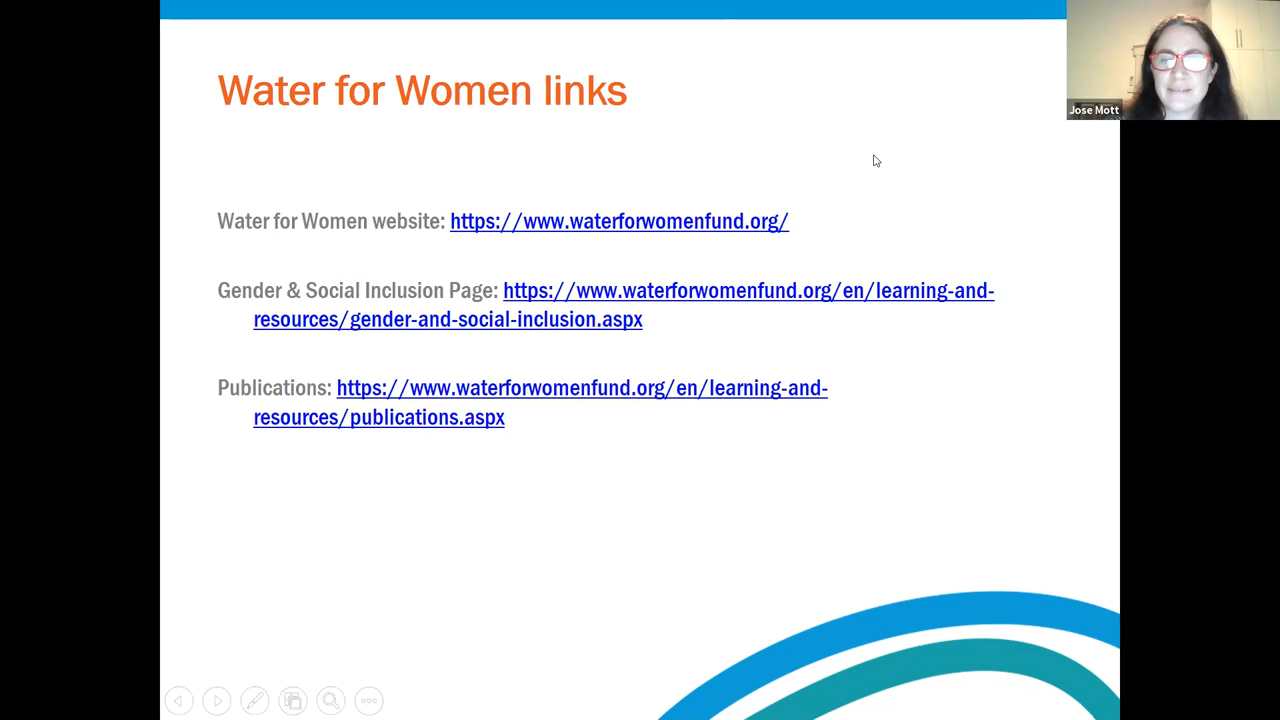 Water for Women links
Jose Mott
Water for Women website: https://www.waterforwomenfund.org/
Gender & Social Inclusion Page: https://www.waterforwomenfund.org/en/learning-and-
resources/gender-and-social-inclusion.aspx
Publications: https://www.waterforwomenfund.org/en/learning-and-
resources/publications.aspx